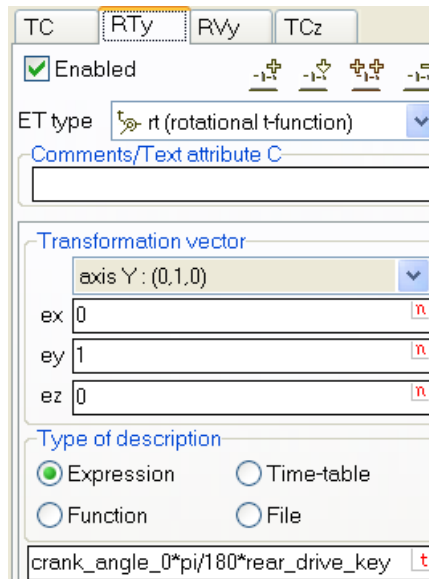 TC RTy RVy TCz
Enabled
ET type rt (rotational t-function)
Comments/Text attribute C
Transformation vector
axis Y : (0,1,0)
ex 0 n
ey 1 n
ez 0 n
Type of description
Expression Time-table
Function File
crank_angle_0*pi/180*rear_drive_key t